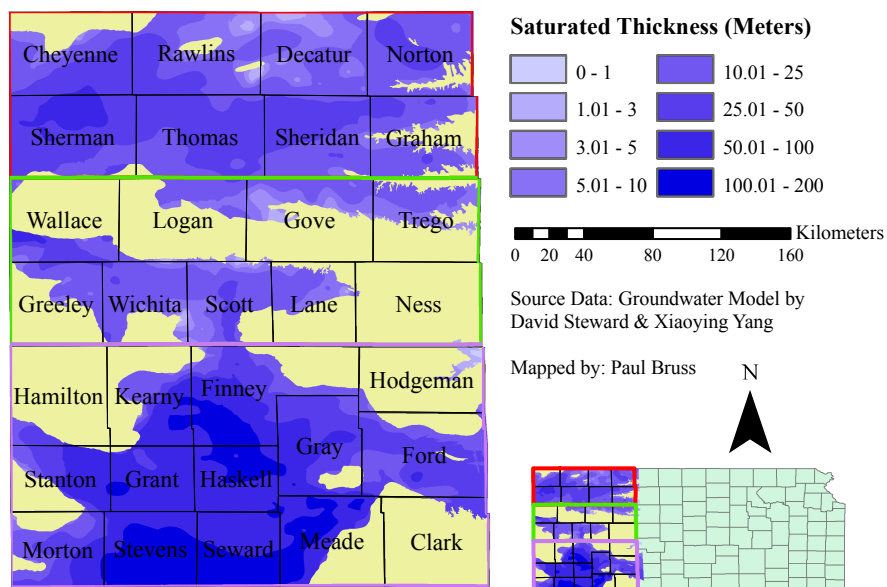 Cheyenne Rawlins Decatur Norton
Sherman Thomas Sheridan Graham
Wallace Logan Gove Trego
Greeley Wichita Scott Lane Ness
Hamilton Kearny Finney Hodgeman
Stanton Grant Haskell Gray Ford
Morton Stevens Seward Meade Clark
Saturated Thickness (Meters)
0 - 1 10.01 - 25
1.01 - 3 25.01 - 50
3.01 - 5 50.01 - 100
5.01 - 10 100.01 - 200
Kilometers
0 20 40 80 120 160
Source Data: Groundwater Model by
David Steward & Xiaoying Yang
Mapped by: Paul Bruss
N